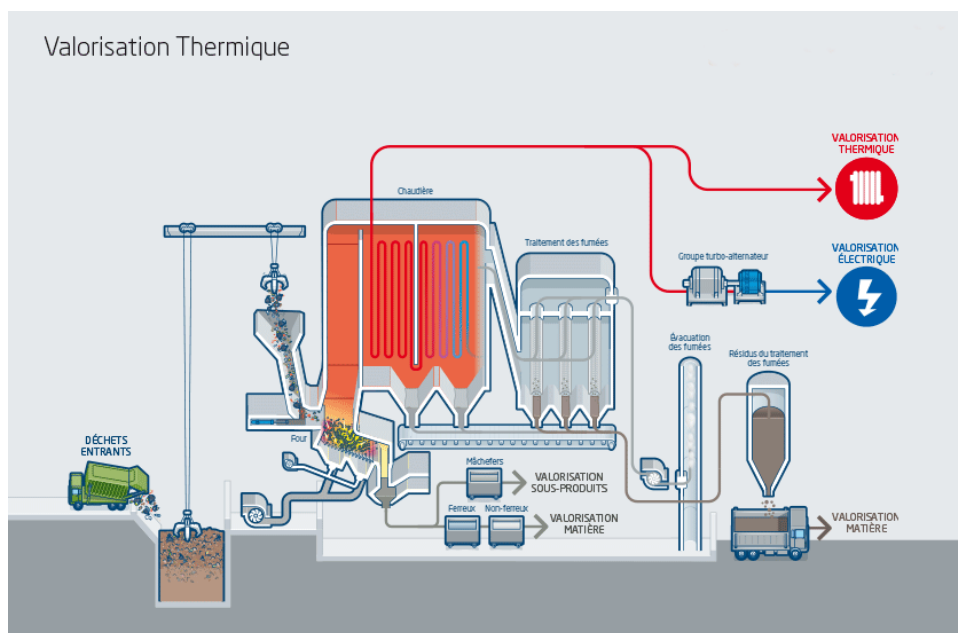 Valorisation Thermique
VALORISATION
THERMIQUE
Chaudière
Traitement des fumées
Groupe turbo-alternateur
VALORISATION
ÉLECTRIQUE
Évacuation
des fumées
Résidus du traitement
des fumées
DÉCHETS
ENTRANTS
Four
Mâchefers
VALORISATION
SOUS-PRODUITS
Ferreux
Non-ferreux
VALORISATION
MATIÈRE
VALORISATION
MATIÈRE